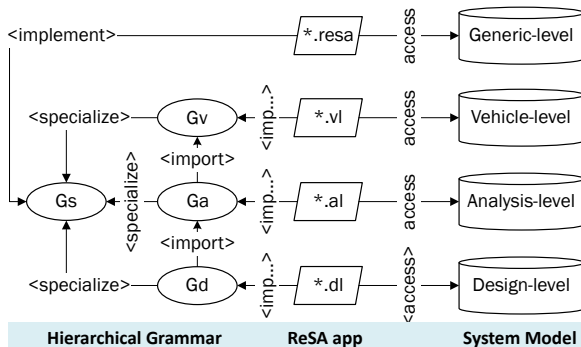 <implement>
*.resa
access
Generic-level
<specialize>
Gv
<imp...>
*.vl
access
Vehicle-level
<import>
Gs
<specialize>
Ga
<imp...>
*.al
access
Analysis-level
<import>
<specialize>
Gd
<imp...>
*.dl
<access>
Design-level
Hierarchical Grammar
ReSA app
System Model